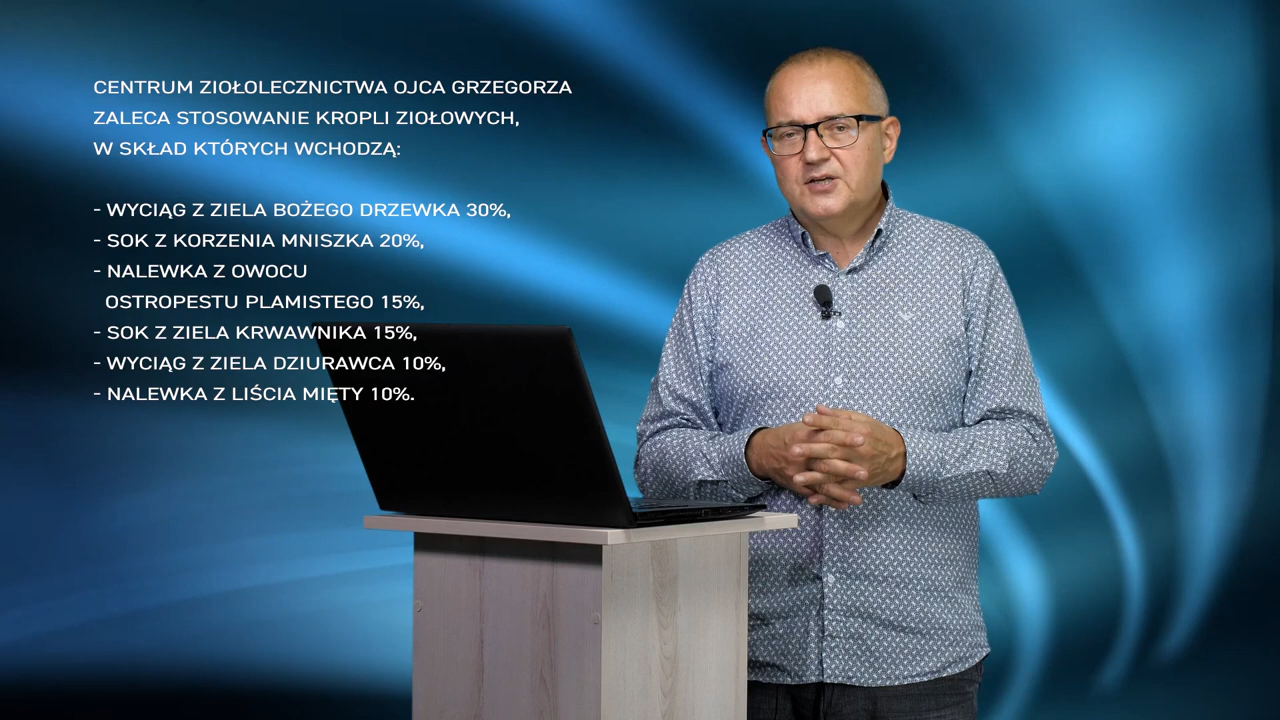 CENTRUM ZIOŁOLECZNICTWA OJCA GRZEGORZA
ZALECA STOSOWANIE KROPLI ZIOŁOWYCH,
W SKŁAD KTÓRYCH WCHODZĄ:
- WYCIĄG Z ZIELA BOŻEGO DRZEWKA 30%,
- SOK Z KORZENIA MNISZKA 20%,
- NALEWKA Z OWOCU
OSTROPESTU PLAMISTEGO 15%,
- SOK Z ZIELA KRWAWNIKA 15%,
- WYCIĄG Z ZIELA DZIURAWCA 10%,
- NALEWKA Z LIŚCIA MIĘTY 10%.